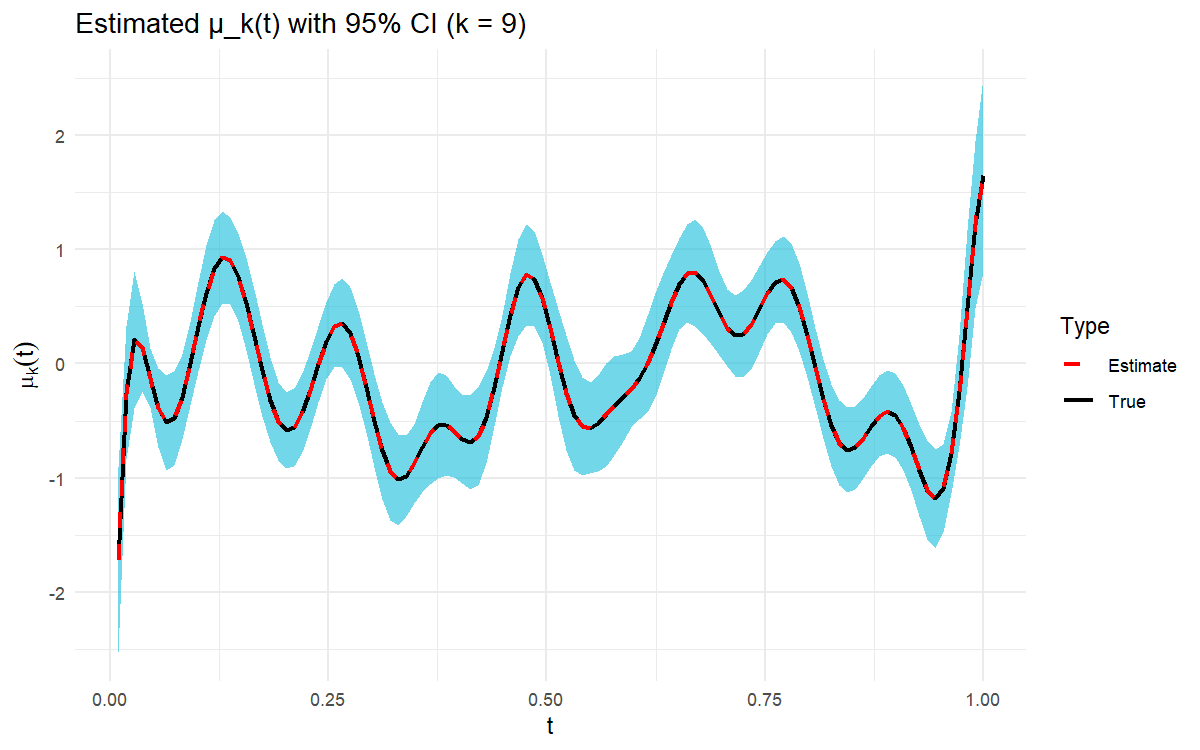 Estimated µ_k(t) with 95% CI (k = 9)
2
1
0
-1
-2
μk(t)
0.00
0.25
0.50
0.75
1.00
t
Type
Estimate
True